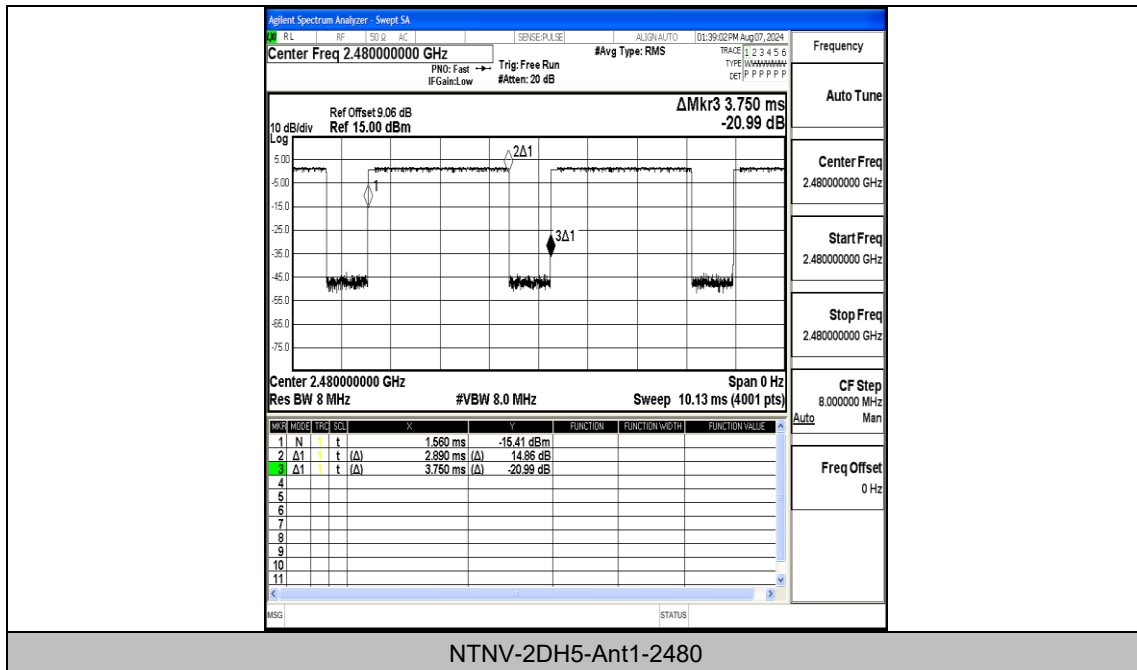 Agilent Spectrum Analyzer - Swept SA
RL RF 50 Ω AC SENSE:PULSE ALIGN AUTO 01:39:02 PM Aug 07, 2024
Center Freq 2.480000000 GHz
PNO: Fast
IFGain:Low
Trig: Free Run
#Atten: 20 dB
#Avg Type: RMS
TRACE 1 2 3 4 5 6
TYPE
DET P P P P P P
Ref Offset 9.06 dB
10 dB/div Ref 15.00 dBm
Log
ΔMkr3 3.750 ms
-20.99 dB
5.00
-5.00
-15.0
-25.0
-35.0
-45.0
-55.0
-65.0
-75.0
1
2Δ1
3Δ1
Center 2.480000000 GHz Span 0 Hz
Res BW 8 MHz #VBW 8.0 MHz Sweep 10.13 ms (4001 pts)
MKR MODE TRC SCL X Y FUNCTION FUNCTION WIDTH FUNCTION VALUE
1 N 1 t 1.560 ms -15.41 dBm
2 Δ1 1 t (Δ) 2.890 ms (Δ) 14.86 dB
3 Δ1 1 t (Δ) 3.750 ms (Δ) -20.99 dB
4
5
6
7
8
9
10
11
MSG STATUS
Frequency
Auto Tune
Center Freq
2.480000000 GHz
Start Freq
2.480000000 GHz
Stop Freq
2.480000000 GHz
CF Step
8.000000 MHz
Auto Man
Freq Offset
0 Hz
NTNV-2DH5-Ant1-2480